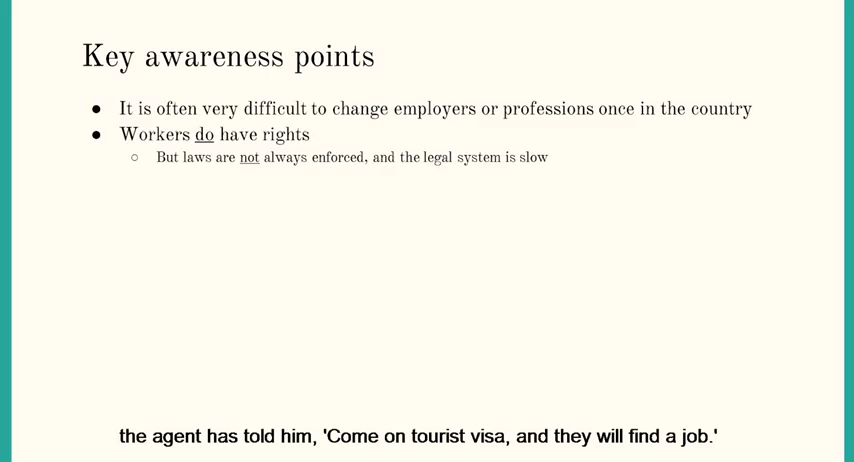 Key awareness points
● It is often very difficult to change employers or professions once in the country
● Workers do have rights
○ But laws are not always enforced, and the legal system is slow
the agent has told him, 'Come on tourist visa, and they will find a job.'